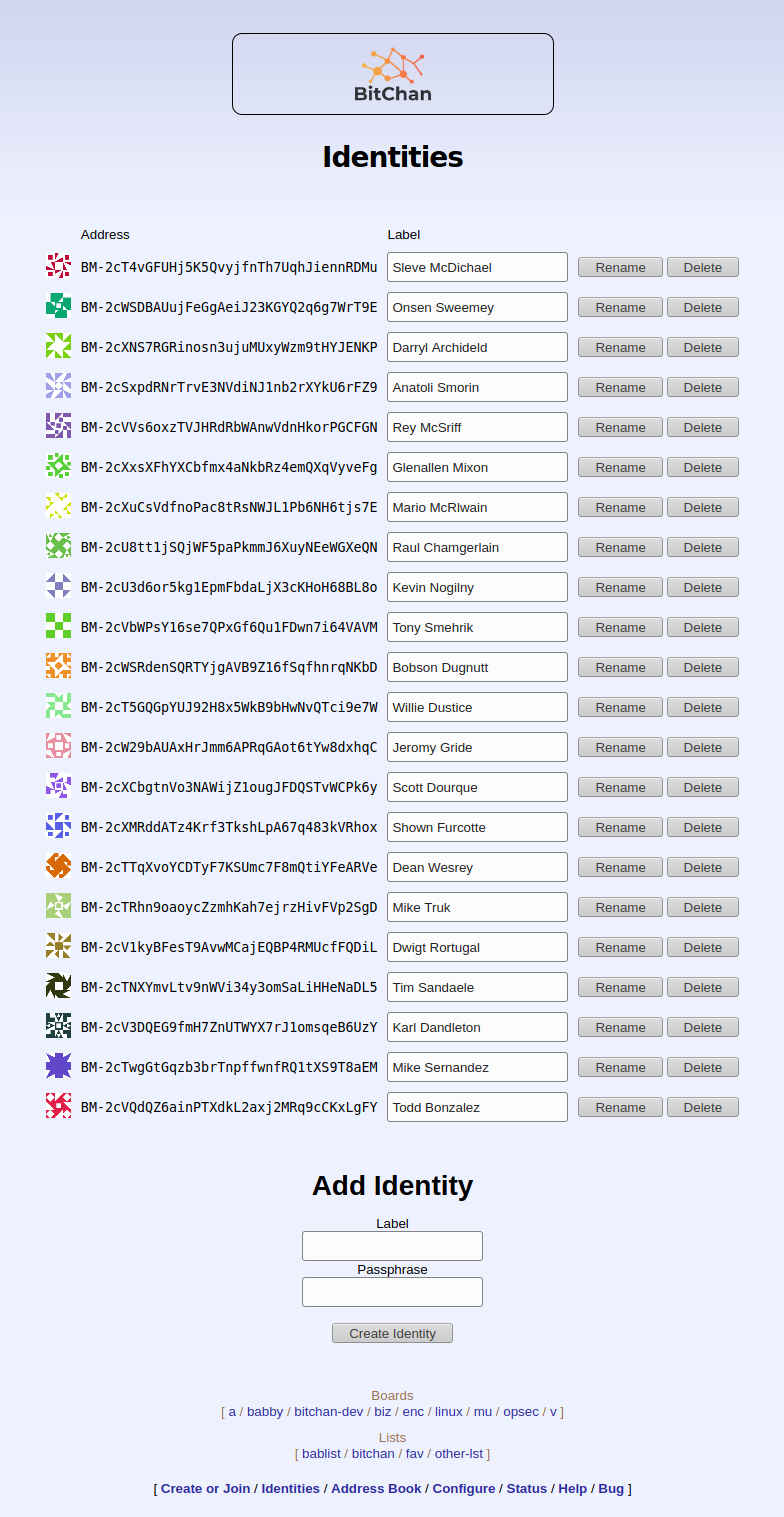 BitChan
Identities
Address Label
BM-2cT4vGFUHj5K5QvyjfnTh7UqhJiennRDMu Sleve McDichael Rename Delete
BM-2cWSDBAUujFeGgAeiJ23KGYQ2q6g7WrT9E Onsen Sweemey Rename Delete
BM-2cXNS7RGRinosn3ujuMUxyWzm9tHYJENKP Darryl Archideld Rename Delete
BM-2cSxpdRNrTrvE3NVdiNJ1nb2rXYkU6rFZ9 Anatoli Smorin Rename Delete
BM-2cVVs6oxzTVJHRdRbWAnwVdnHkorPGCFGN Rey McSriff Rename Delete
BM-2cXxsXFhYXCbfmx4aNkbRz4emQXqVyveFg Glenallen Mixon Rename Delete
BM-2cXuCsVdfnoPac8tRsNWJL1Pb6NH6tjs7E Mario McRlwain Rename Delete
BM-2cU8tt1jSQjWF5paPkmmJ6XuyNEeWGXeQN Raul Chamgerlain Rename Delete
BM-2cU3d6or5kg1EpmFbdaLjX3cKHoH68BL8o Kevin Nogilny Rename Delete
BM-2cVbWPsY16se7QPxGf6Qu1FDwn7i64VAVM Tony Smehrik Rename Delete
BM-2cWSRdenSQRTYjgAVB9Z16fSqfhnrqNKbD Bobson Dugnutt Rename Delete
BM-2cT5GQGpYUJ92H8x5WkB9bHwNvQTci9e7W Willie Dustice Rename Delete
BM-2cW29bAUAxHrJmm6APRqGAot6tYw8dxhqC Jeromy Gride Rename Delete
BM-2cXCbgtnVo3NAWijZ1ougJFDQSTvWCPk6y Scott Dourque Rename Delete
BM-2cXMRddATz4Krf3TkshLpA67q483kVRhox Shown Furcotte Rename Delete
BM-2cTTqXvoYCDTyF7KSUmc7F8mQtiYFeARVe Dean Wesrey Rename Delete
BM-2cTRhn9oaoycZzmhKah7ejrzHivFVp2SgD Mike Truk Rename Delete
BM-2cV1kyBFesT9AvwMCajEQBP4RMUcfFQDiL Dwigt Rortugal Rename Delete
BM-2cTNXYmvLtv9nWVi34y3omSaLiHHeNaDL5 Tim Sandaele Rename Delete
BM-2cV3DQEG9fmH7ZnUTWYX7rJ1omsqeB6UzY Karl Dandleton Rename Delete
BM-2cTwgGtGqzb3brTnpffwnfRQ1tXS9T8aEM Mike Sernandez Rename Delete
BM-2cVQdQZ6ainPTXdkL2axj2MRq9cCKxLgFY Todd Bonzalez Rename Delete
Add Identity
Label
Passphrase
Create Identity
Boards
[ a / babby / bitchan-dev / biz / enc / linux / mu / opsec / v ]
Lists
[ bablist / bitchan / fav / other-lst ]
[ Create or Join / Identities / Address Book / Configure / Status / Help / Bug ]